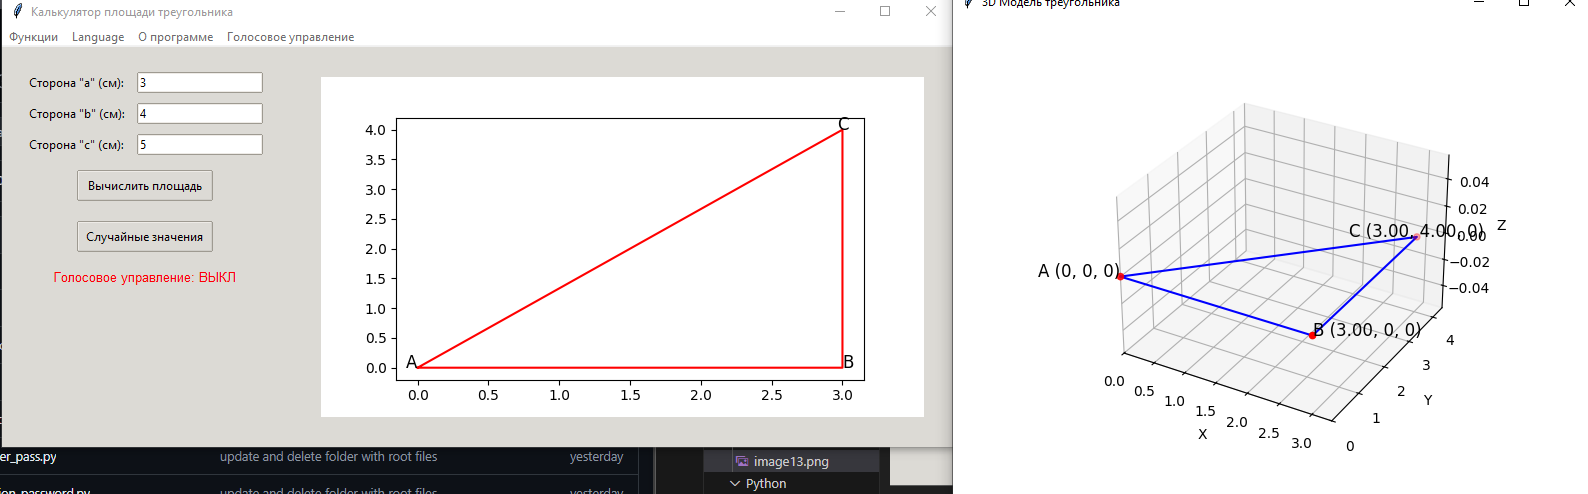 Калькулятор площади треугольника
Функции Language О программе Голосовое управление
Сторона "a" (см): 3
Сторона "b" (см): 4
Сторона "c" (см): 5
Вычислить площадь
Случайные значения
Голосовое управление: ВЫКЛ
4.0
3.5
3.0
2.5
2.0
1.5
1.0
0.5
0.0
C
A
B
0.0 0.5 1.0 1.5 2.0 2.5 3.0
3D Модель треугольника
0.04
0.02
0.00
−0.02
−0.04
Z
C (3.00, 4.00, 0)
A (0, 0, 0)
B (3.00, 0, 0)
0.0 0.5 1.0 1.5 2.0 2.5 3.0
X
0 1 2 3 4
Y
er_pass.py update and delete folder with root files yesterday
ion_password.py update and delete folder with root files yesterday
image13.png
Python